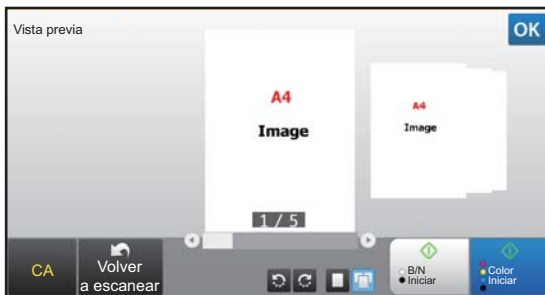 Vista previa
OK
A4
Image
A4
Image
1 / 5
CA
Volver
a escanear
B/N
Iniciar
Color
Iniciar